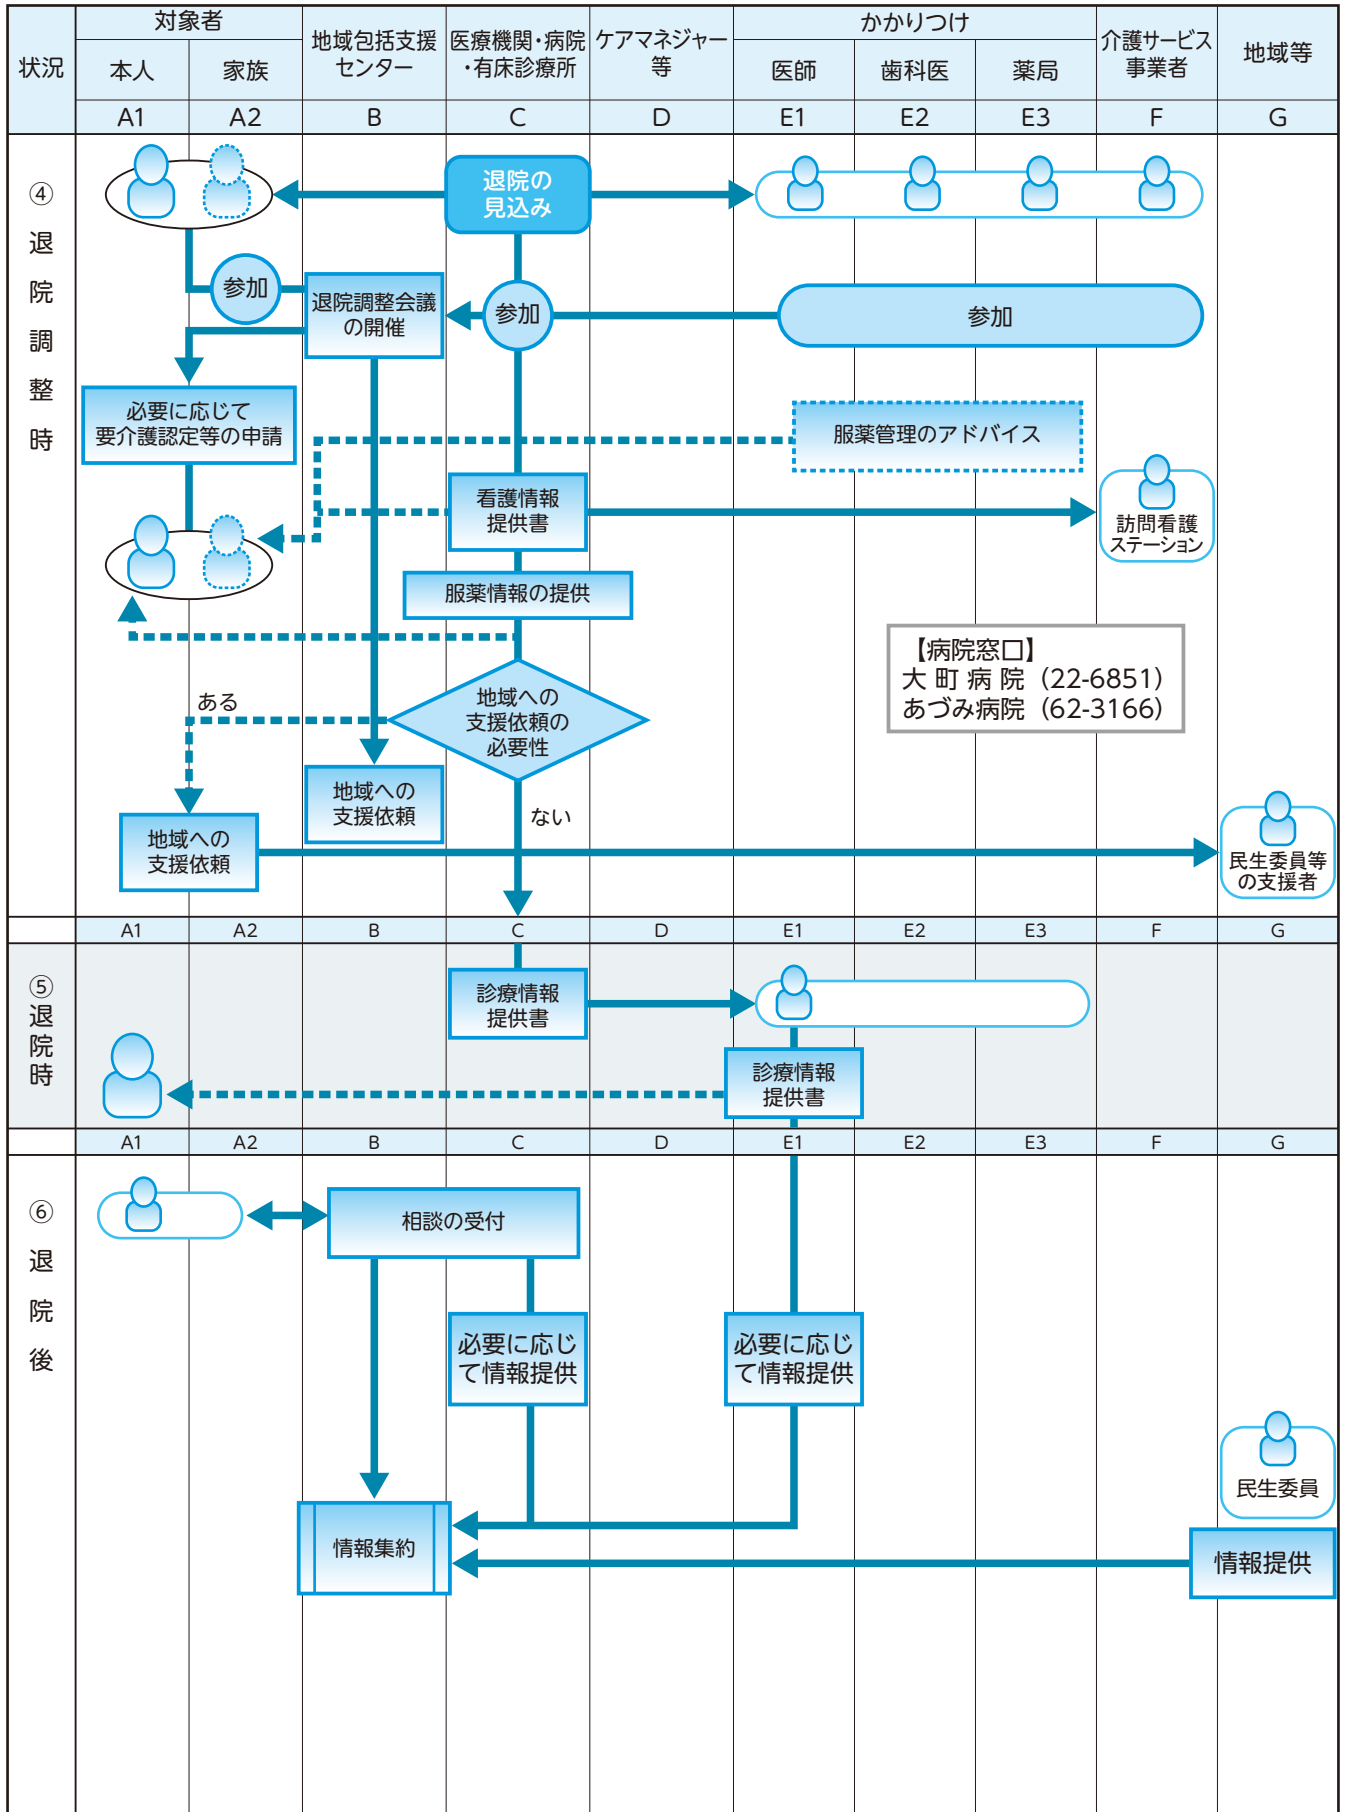 状況
対象者
本人
家族
地域包括支援
センター
医療機関・病院
・有床診療所
ケアマネジャー
等
かかりつけ
医師
歯科医
薬局
介護サービス
事業者
地域等
A1
A2
B
C
D
E1
E2
E3
F
G
④退院調整時
退院の
見込み
参加
退院調整会議
の開催
参加
参加
必要に応じて
要介護認定等の申請
服薬管理のアドバイス
看護情報
提供書
訪問看護
ステーション
服薬情報の提供
【病院窓口】
大町病院（22-6851）
あづみ病院（62-3166）
地域への
支援依頼の
必要性
ある
地域への
支援依頼
ない
地域への
支援依頼
民生委員等
の支援者
A1
A2
B
C
D
E1
E2
E3
F
G
⑤退院時
診療情報
提供書
診療情報
提供書
A1
A2
B
C
D
E1
E2
E3
F
G
⑥退院後
相談の受付
必要に応じ
て情報提供
必要に応じ
て情報提供
民生委員
情報集約
情報提供